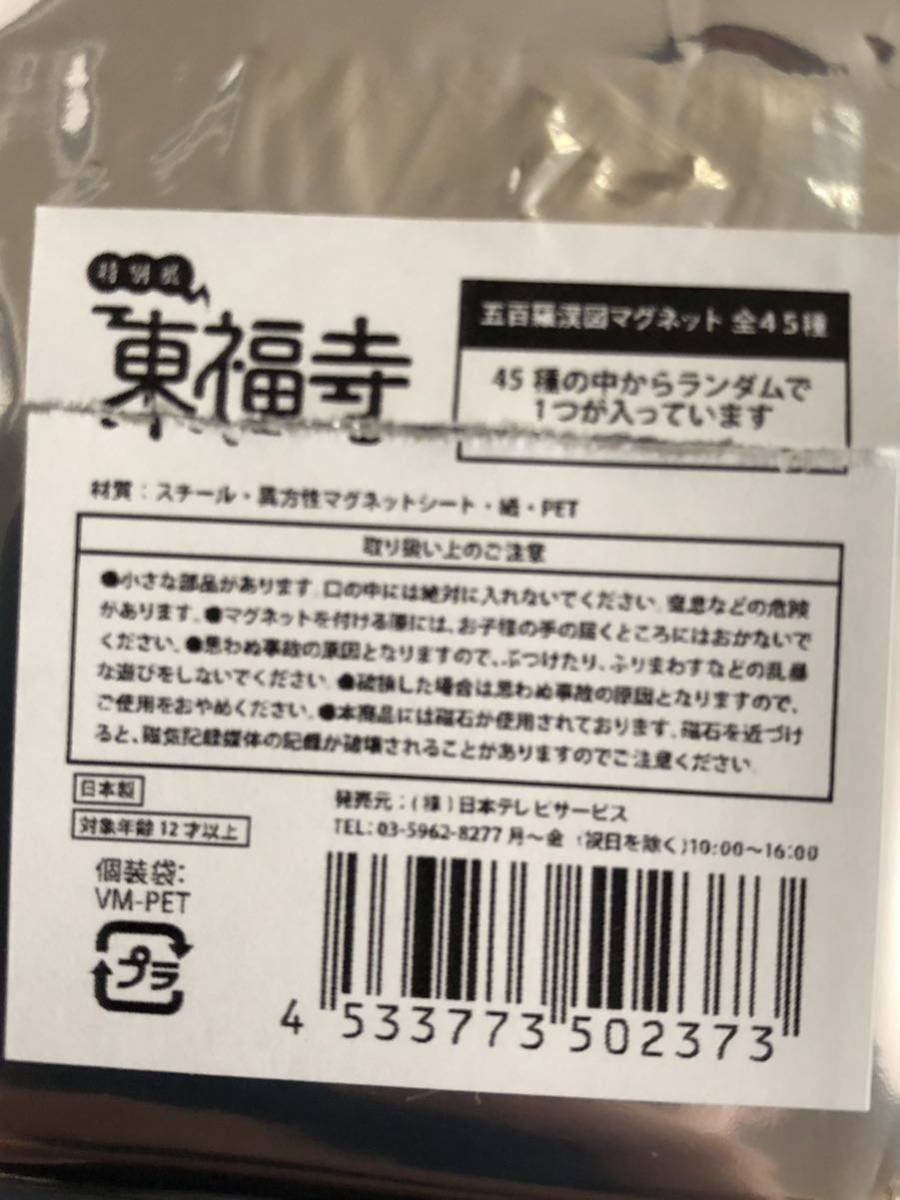 特別展
東福寺
五百羅漢図マグネット 全45種
45 種の中からランダムで
1つが入っています
材質：スチール・異方性マグネットシート・紙・PET
取り扱い上のご注意
●小さな部品があります。口の中には絶対に入れないでください。窒息などの危険
があります。●マグネットを付ける際には、お子様の手の届くところにはおかないで
ください。●思わぬ事故の原因となりますので、ぶつけたり、ふりまわすなどの乱暴
な遊びをしないでください。●破損した場合は思わぬ事故の原因となりますので、
ご使用をおやめください。●本商品には磁石が使用されております。磁石を近づけ
ると、磁気記録媒体の記録が破壊されることがありますのでご注意ください。
日本製
対象年齢 12 才以上
発売元：(株)日本テレビサービス
TEL：03-5962-8277 月～金 (祝日を除く)10:00～16:00
個装袋：
VM-PET
プラ
4 533773 502373